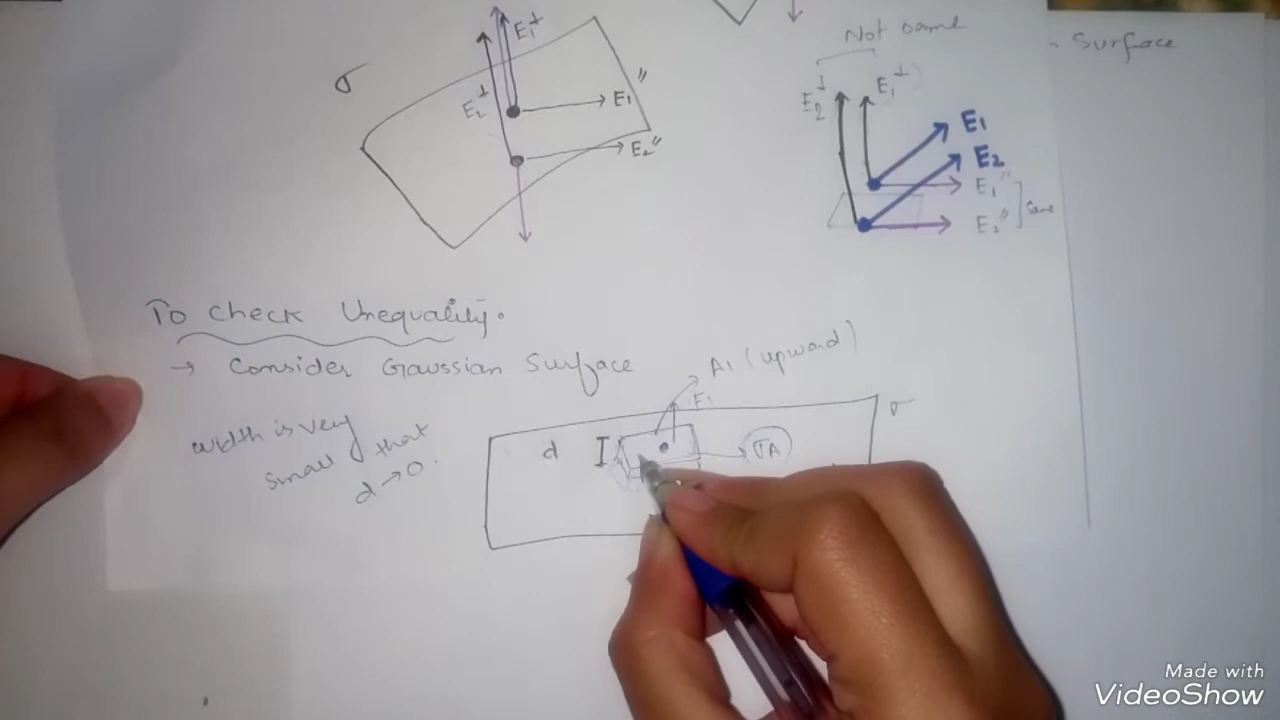 E₁⊥
σ
E₂⊥
E₁"
E₂"
Not same
Surface
E₂⊥
E₁⊥
E1
E2
E₁"
E₂"
Same
To check Unequality.
→ Consider Gaussian Surface
width is very
small that
d→0.
A₁ (upward)
E₁
σ
d
σA
Made with
VideoShow